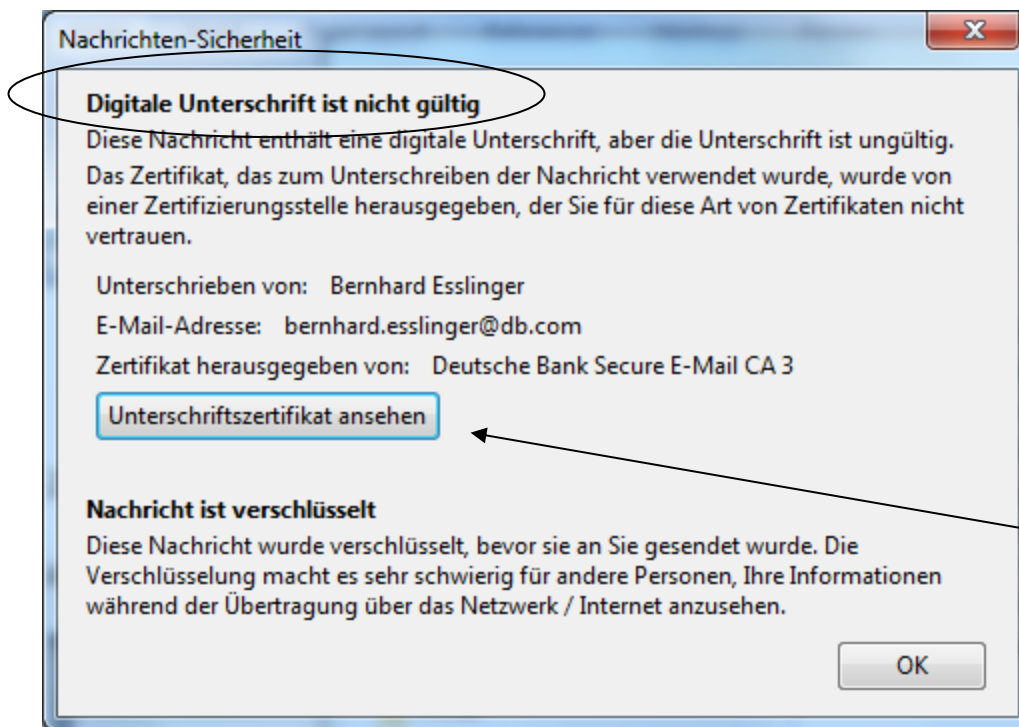 Nachrichten-Sicherheit
Digitale Unterschrift ist nicht gültig
Diese Nachricht enthält eine digitale Unterschrift, aber die Unterschrift ist ungültig.
Das Zertifikat, das zum Unterschreiben der Nachricht verwendet wurde, wurde von
einer Zertifizierungsstelle herausgegeben, der Sie für diese Art von Zertifikaten nicht
vertrauen.
Unterschrieben von: Bernhard Esslinger
E-Mail-Adresse: bernhard.esslinger@db.com
Zertifikat herausgegeben von: Deutsche Bank Secure E-Mail CA 3
Unterschriftszertifikat ansehen
Nachricht ist verschlüsselt
Diese Nachricht wurde verschlüsselt, bevor sie an Sie gesendet wurde. Die
Verschlüsselung macht es sehr schwierig für andere Personen, Ihre Informationen
während der Übertragung über das Netzwerk / Internet anzusehen.
OK